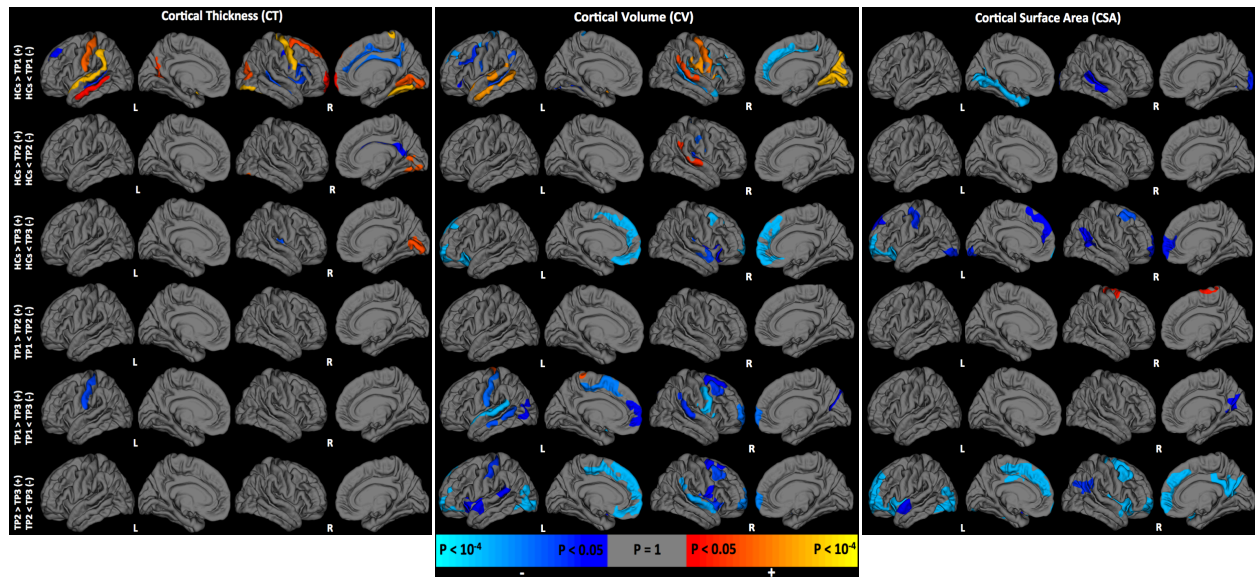 Cortical Thickness (CT)
Cortical Volume (CV)
Cortical Surface Area (CSA)
HCs > TP1 (+)
HCs < TP1 (-)
L
R
L
R
L
R
HCs > TP2 (+)
HCs < TP2 (-)
L
R
L
R
L
R
HCs > TP3 (+)
HCs < TP3 (-)
L
R
L
R
L
R
TP1 > TP2 (+)
TP1 < TP2 (-)
L
R
L
R
L
R
TP1 > TP3 (+)
TP1 < TP3 (-)
L
R
L
R
L
R
TP2 > TP3 (+)
TP2 < TP3 (-)
L
R
L
R
L
R
P < 10⁻⁴ P < 0.05 P = 1 P < 0.05 P < 10⁻⁴
- +